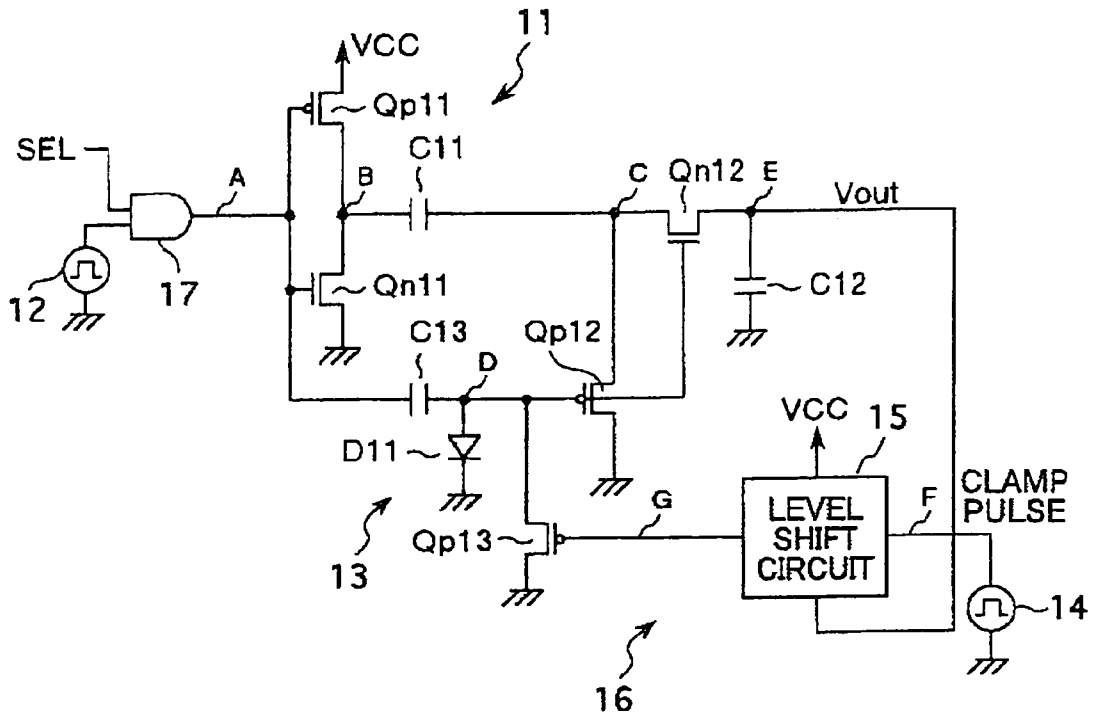 11
VCC
Qp11
SEL
A
B
C11
C
Qn12
E
Vout
12
17
Qn11
C12
C13
D
Qp12
D11
VCC
15
13
Qp13
G
LEVEL
SHIFT
CIRCUIT
F
CLAMP
PULSE
14
16